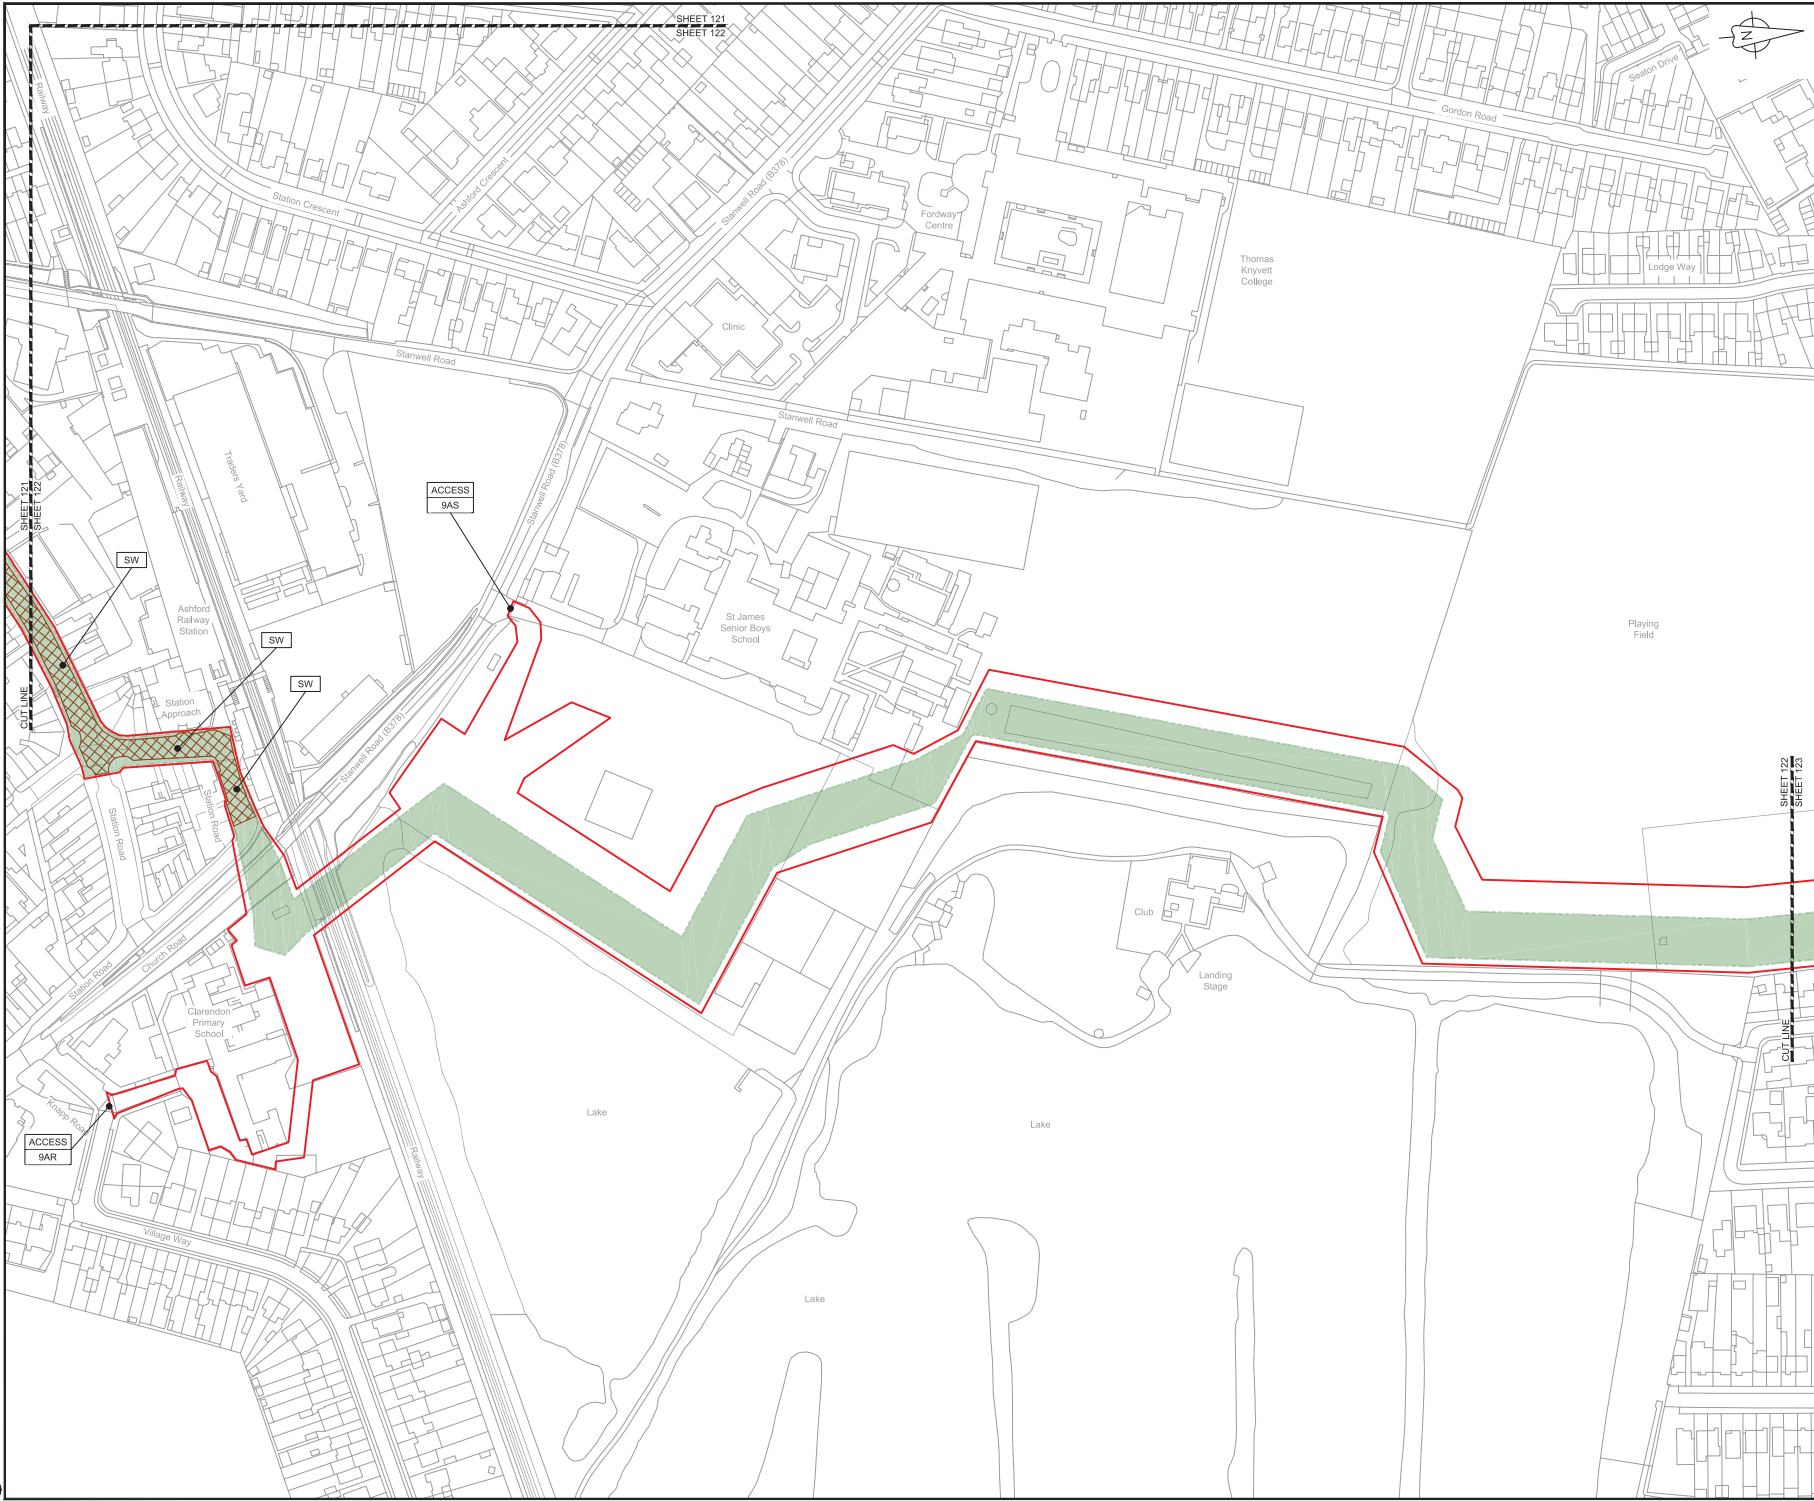 SHEET 121
SHEET 122
N
Railway
Seaton Drive
Gordon Road
Station Crescent
Ashford Crescent
Stanwell Road (B378)
Fordway
Centre
Thomas
Knyvett
College
Lodge Way
Clinic
Stanwell Road
Stanwell Road
Traders Yard
Railway
Stanwell Road (B378)
ACCESS
9AS
SHEET 121
SHEET 122
CUT LINE
SW
SW
SW
Ashford
Railway
Station
Station
Approach
St James
Senior Boys
School
Playing
Field
Stanwell Road (B378)
Station Road
Station Road
SHEET 122
SHEET 123
CUT LINE
Club
Landing
Stage
Station Road
Church Road
Clarendon
Primary
School
Knapp Road
ACCESS
9AR
Lake
Lake
Railway
Village Way
Lake